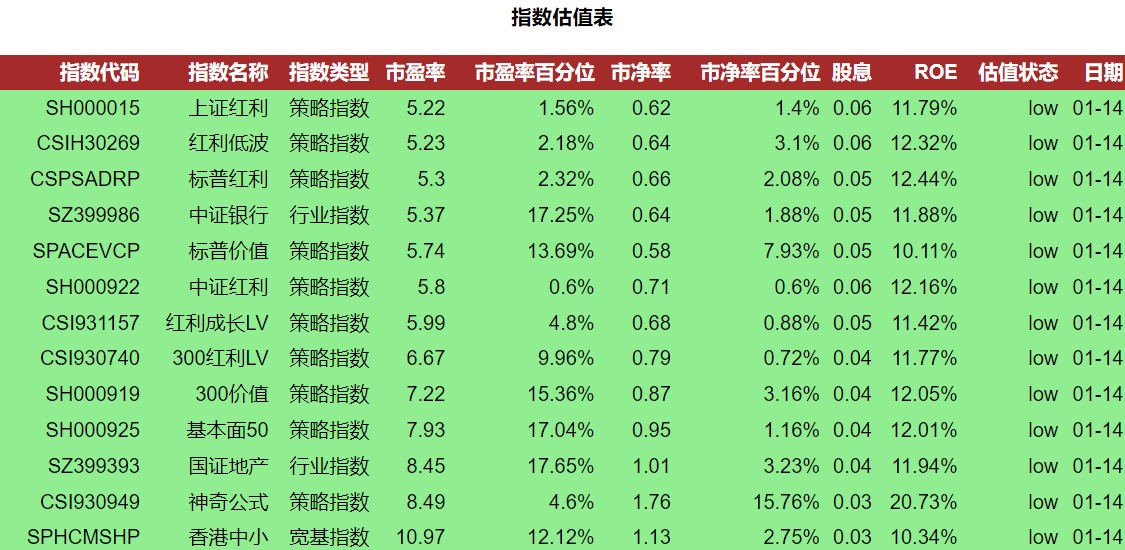 指数估值表
指数代码 指数名称 指数类型 市盈率 市盈率百分位 市净率 市净率百分位 股息 ROE 估值状态 日期
SH000015 上证红利 策略指数 5.22 1.56% 0.62 1.4% 0.06 11.79% low 01-14
CSIH30269 红利低波 策略指数 5.23 2.18% 0.64 3.1% 0.06 12.32% low 01-14
CSPSADRP 标普红利 策略指数 5.3 2.32% 0.66 2.08% 0.05 12.44% low 01-14
SZ399986 中证银行 行业指数 5.37 17.25% 0.64 1.88% 0.05 11.88% low 01-14
SPACEVCP 标普价值 策略指数 5.74 13.69% 0.58 7.93% 0.05 10.11% low 01-14
SH000922 中证红利 策略指数 5.8 0.6% 0.71 0.6% 0.06 12.16% low 01-14
CSI931157 红利成长LV 策略指数 5.99 4.8% 0.68 0.88% 0.05 11.42% low 01-14
CSI930740 300红利LV 策略指数 6.67 9.96% 0.79 0.72% 0.04 11.77% low 01-14
SH000919 300价值 策略指数 7.22 15.36% 0.87 3.16% 0.04 12.05% low 01-14
SH000925 基本面50 策略指数 7.93 17.04% 0.95 1.16% 0.04 12.01% low 01-14
SZ399393 国证地产 行业指数 8.45 17.65% 1.01 3.23% 0.04 11.94% low 01-14
CSI930949 神奇公式 策略指数 8.49 4.6% 1.76 15.76% 0.03 20.73% low 01-14
SPHCMSHP 香港中小 宽基指数 10.97 12.12% 1.13 2.75% 0.03 10.34% low 01-14